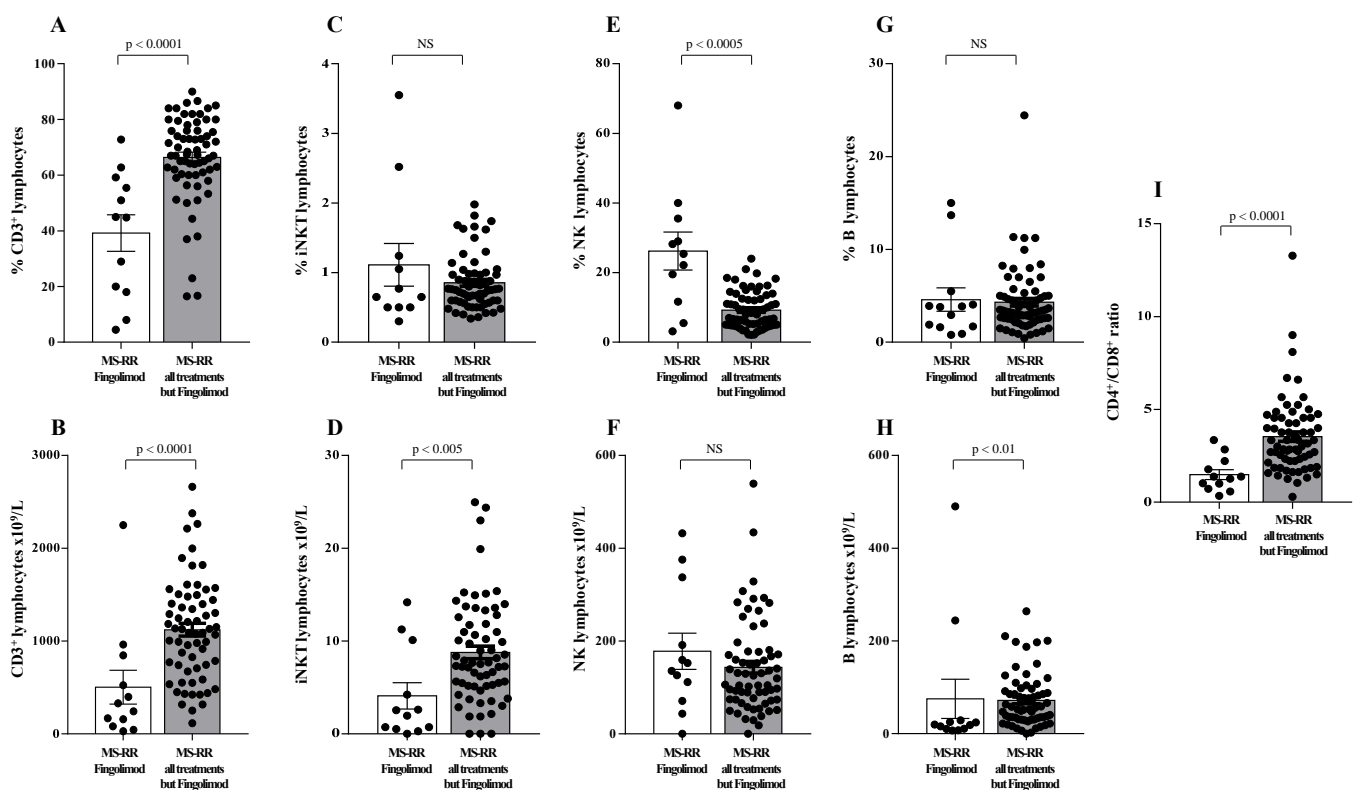 A
p < 0.0001
% CD3⁺ lymphocytes
100
80
60
40
20
0
MS-RR
Fingolimod
MS-RR
all treatments
but Fingolimod
C
NS
% iNKT lymphocytes
4
3
2
1
0
MS-RR
Fingolimod
MS-RR
all treatments
but Fingolimod
E
p < 0.0005
% NK lymphocytes
80
60
40
20
0
MS-RR
Fingolimod
MS-RR
all treatments
but Fingolimod
G
NS
% B lymphocytes
30
20
10
0
MS-RR
Fingolimod
MS-RR
all treatments
but Fingolimod
B
p < 0.0001
CD3⁺ lymphocytes x10⁹/L
3000
2000
1000
0
MS-RR
Fingolimod
MS-RR
all treatments
but Fingolimod
D
p < 0.005
iNKT lymphocytes x10⁹/L
30
20
10
0
MS-RR
Fingolimod
MS-RR
all treatments
but Fingolimod
F
NS
NK lymphocytes x10⁹/L
600
400
200
0
MS-RR
Fingolimod
MS-RR
all treatments
but Fingolimod
H
p < 0.01
B lymphocytes x10⁹/L
600
400
200
0
MS-RR
Fingolimod
MS-RR
all treatments
but Fingolimod
I
p < 0.0001
CD4⁺/CD8⁺ ratio
15
10
5
0
MS-RR
Fingolimod
MS-RR
all treatments
but Fingolimod